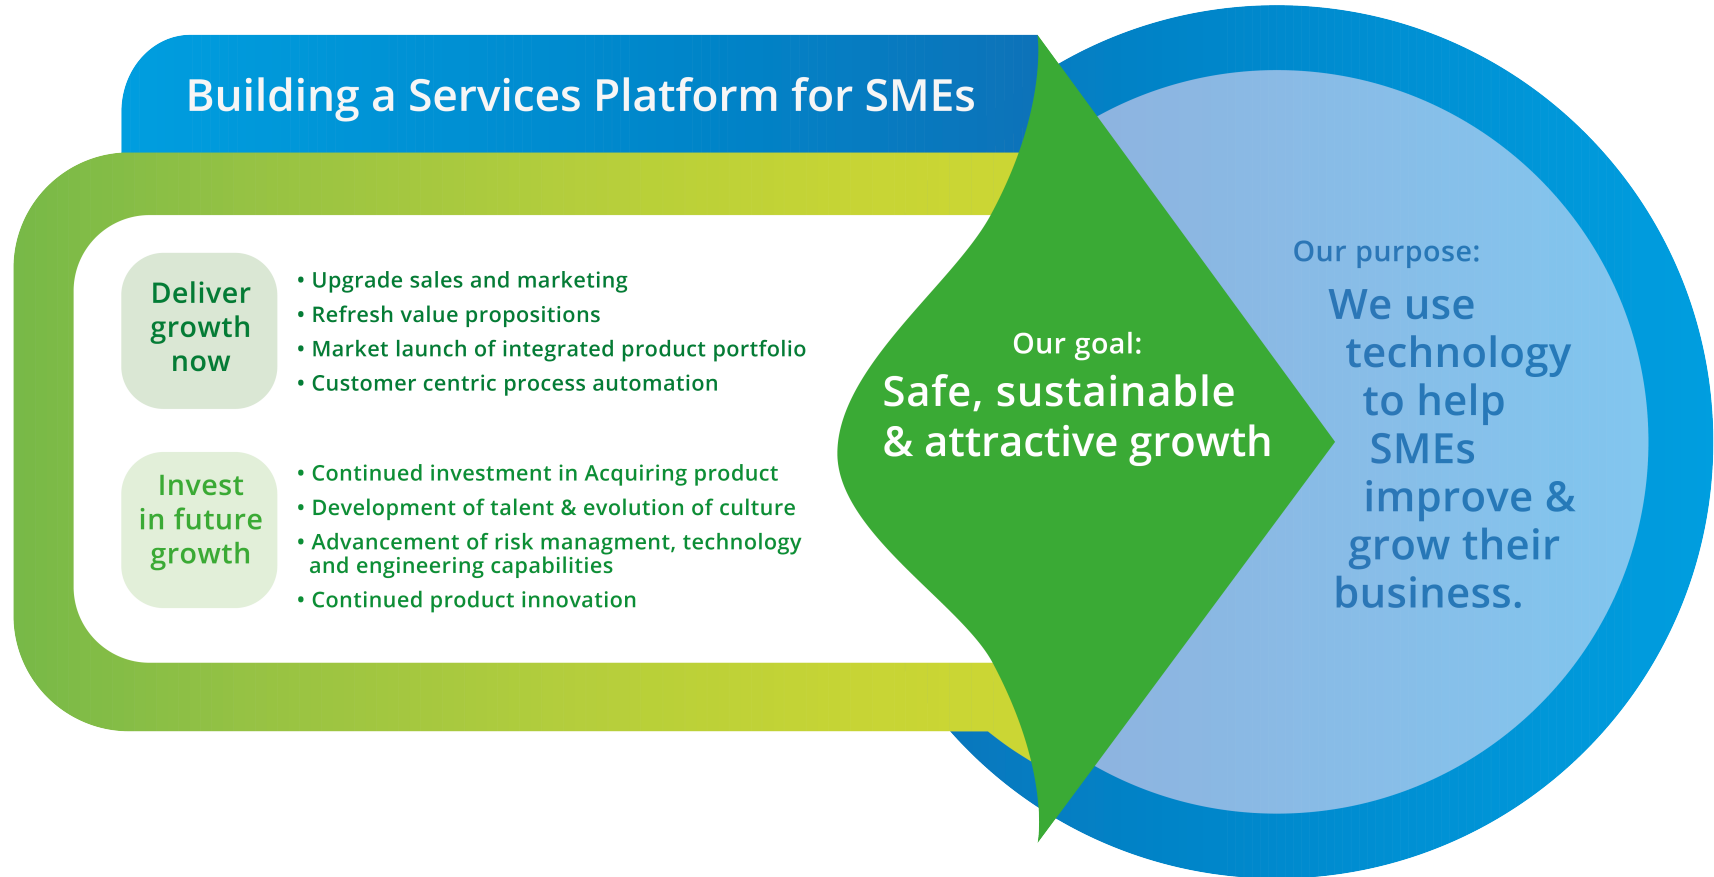 Building a Services Platform for SMEs
Deliver
growth
now
• Upgrade sales and marketing
• Refresh value propositions
• Market launch of integrated product portfolio
• Customer centric process automation
Invest
in future
growth
• Continued investment in Acquiring product
• Development of talent & evolution of culture
• Advancement of risk managment, technology
and engineering capabilities
• Continued product innovation
Our goal:
Safe, sustainable
& attractive growth
Our purpose:
We use
technology
to help
SMEs
improve &
grow their
business.